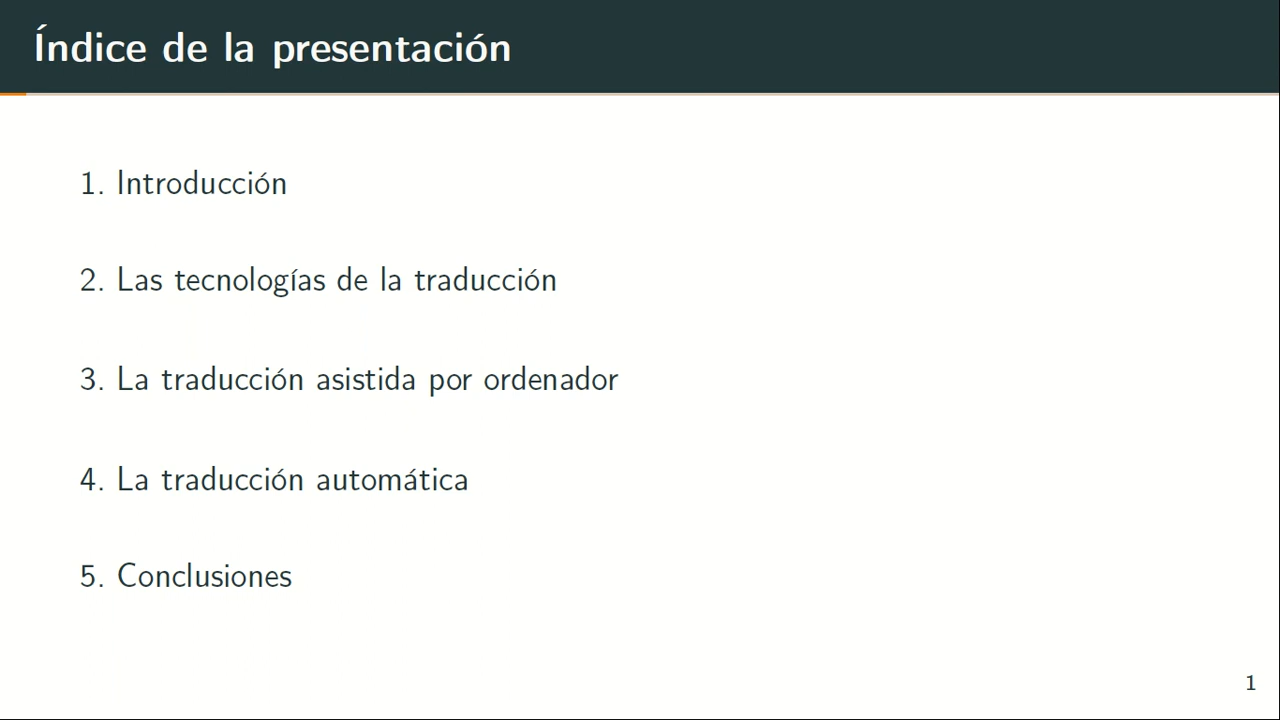 Índice de la presentación
1. Introducción
2. Las tecnologías de la traducción
3. La traducción asistida por ordenador
4. La traducción automática
5. Conclusiones
1